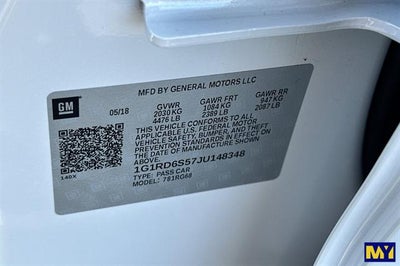 MFD BY GENERAL MOTORS LLC
GM
05/18
GVWR GAWR FRT GAWR RR
2030 KG 1084 KG 947 KG
4476 LB 2389 LB 2087 LB
THIS VEHICLE CONFORMS TO ALL
APPLICABLE U.S. FEDERAL MOTOR
VEHICLE SAFETY, BUMPER, AND THEFT
PREVENTION STANDARDS IN EFFECT
ON THE DATE OF MANUFACTURE
SHOWN ABOVE.
1G1RD6S57JU148348
TYPE: PASS CAR
140X
MODEL: 781RG68
MY